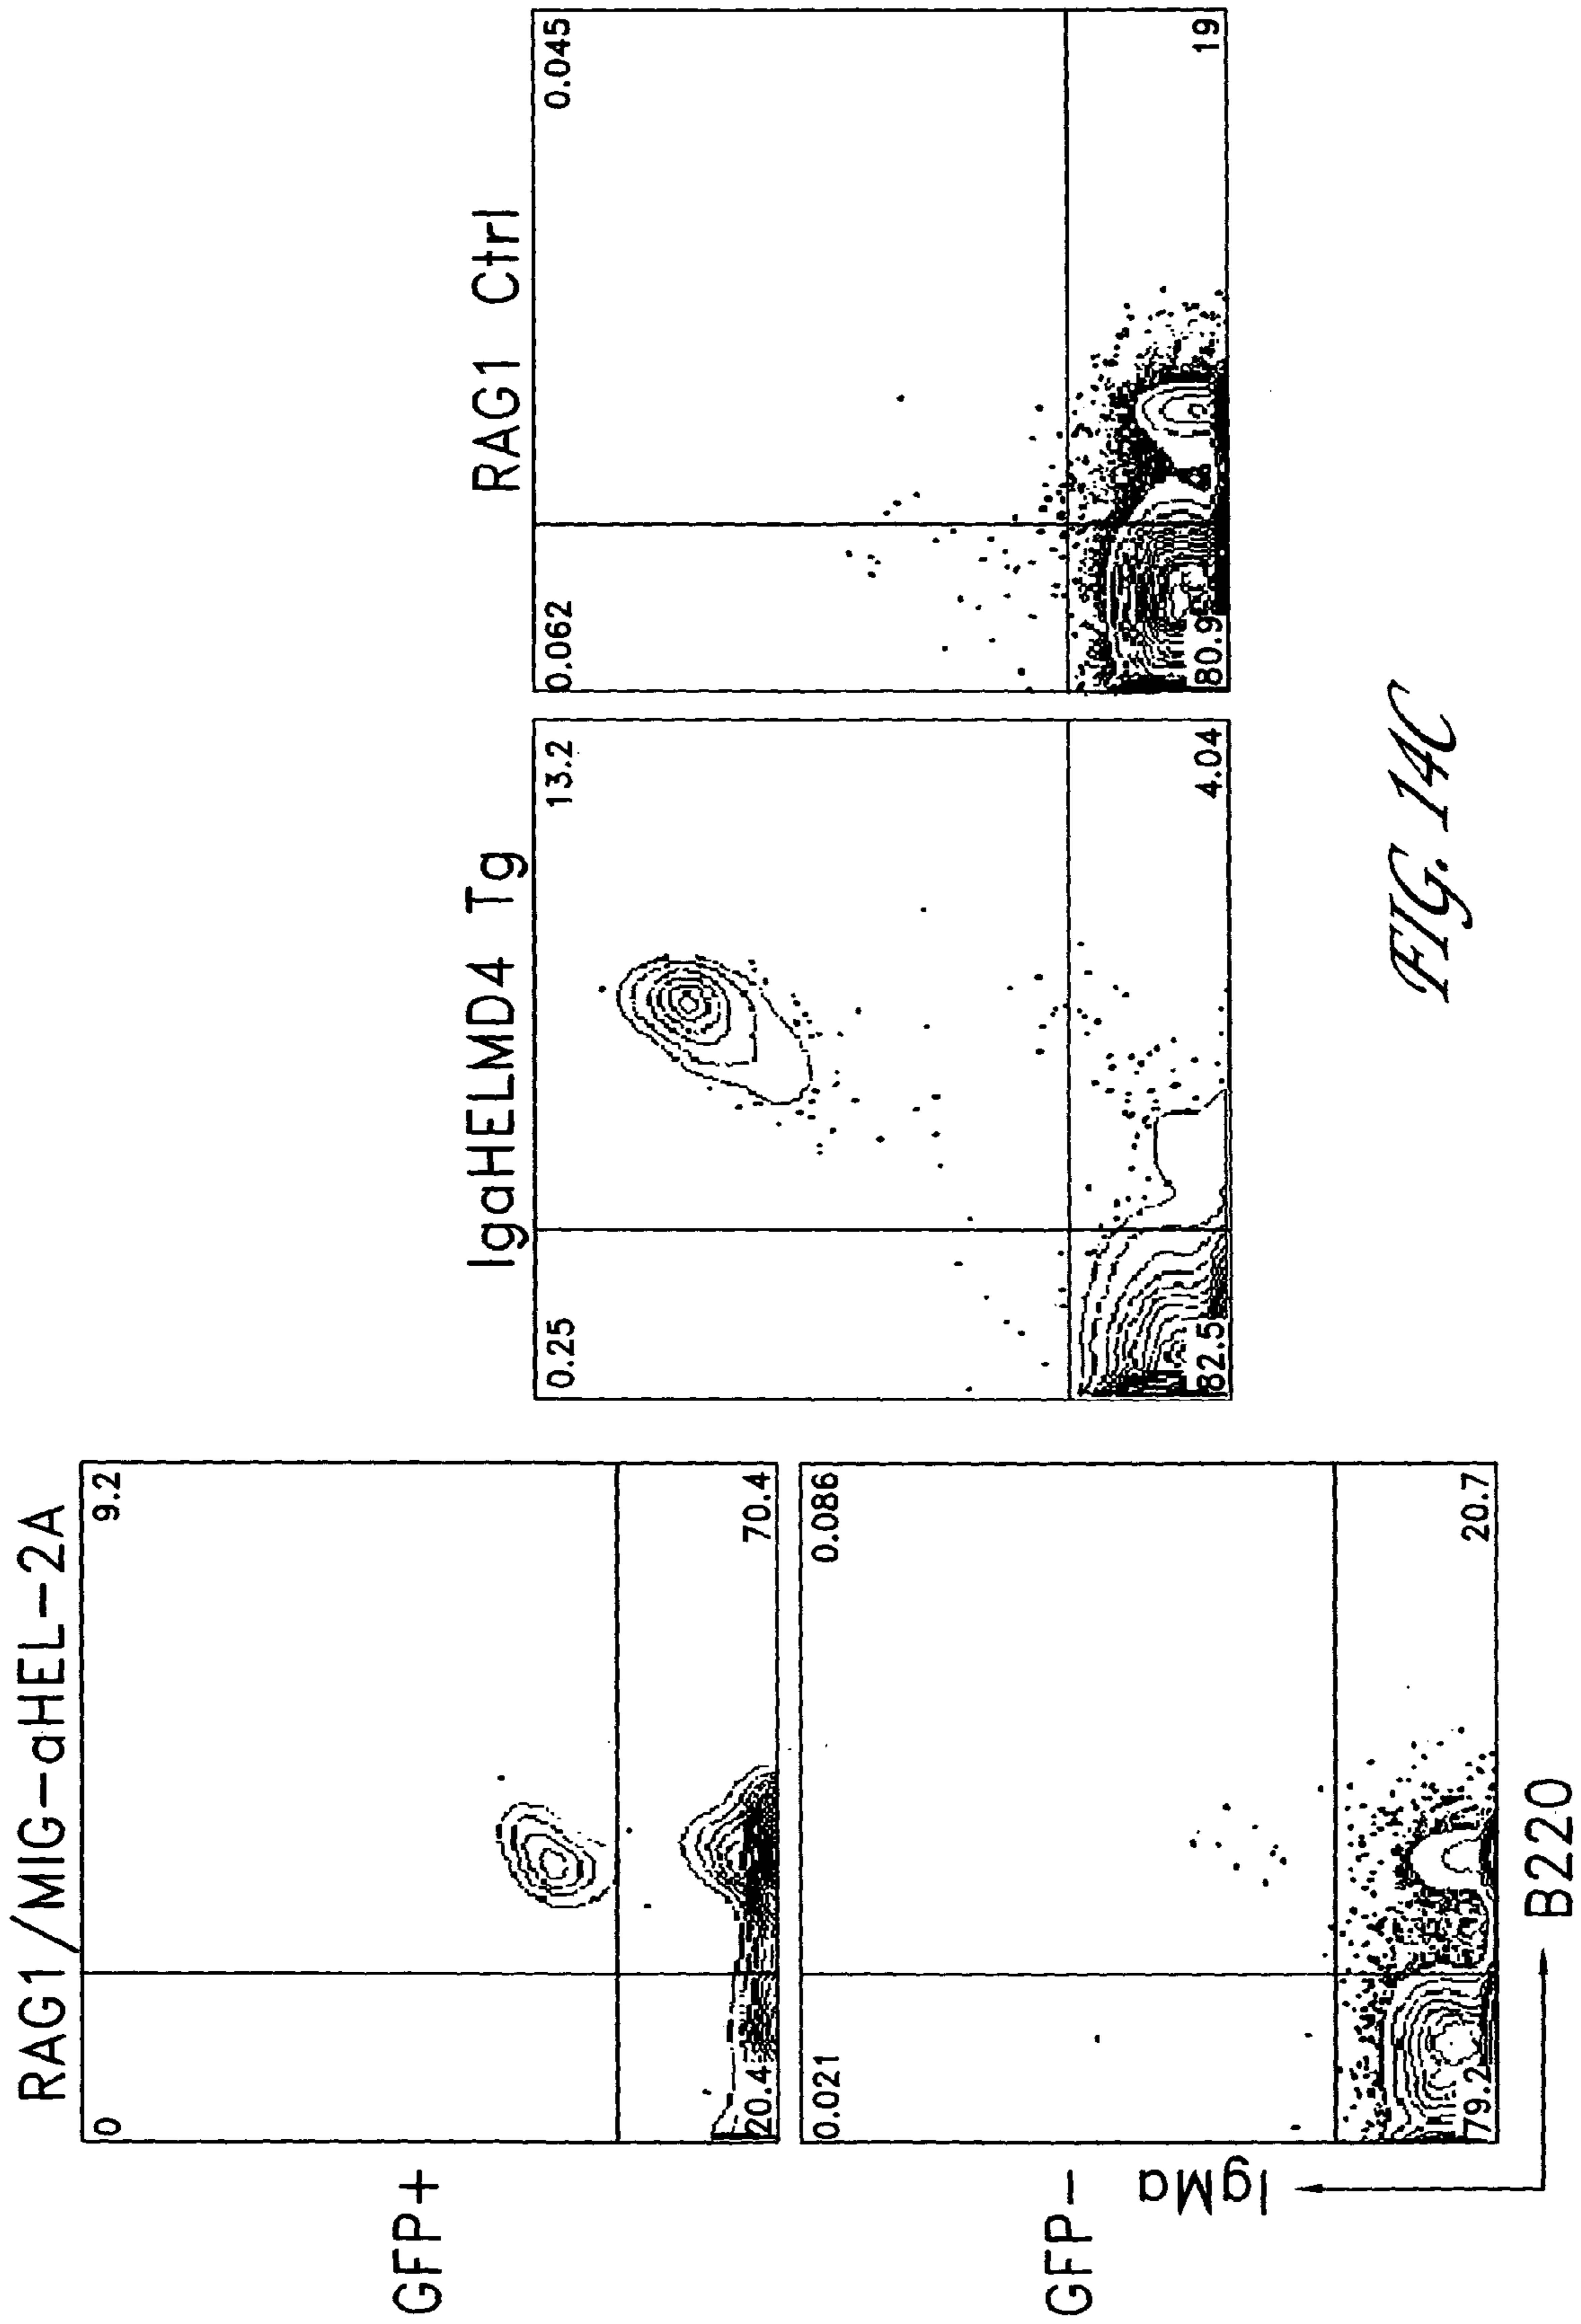 RAG1/MIG-aHEL-2A
GFP+
0
9.2
20.4
70.4
GFP-
0.021
0.086
79.2
20.7
IgMa
B220
IgaHELMD4 Tg
0.25
13.2
82.5
4.04
RAG1 Ctrl
0.062
0.045
80.9
19
FIG. 14C